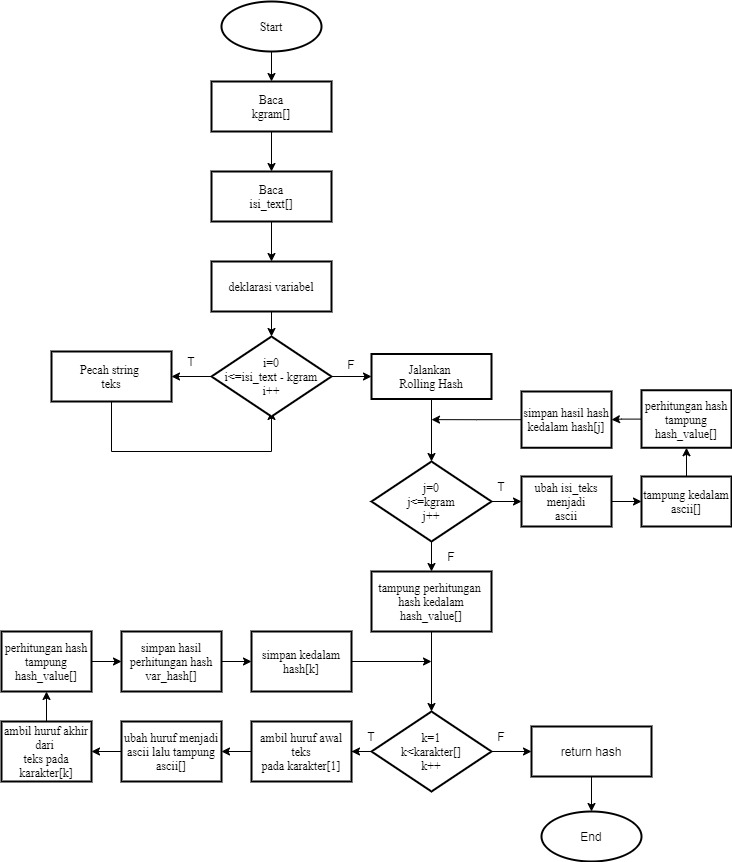 Start
Baca
kgram[]
Baca
isi_text[]
deklarasi variabel
i=0
i<=isi_text - kgram
i++
T
Pecah string
teks
F
Jalankan
Rolling Hash
simpan hasil hash
kedalam hash[j]
perhitungan hash
tampung
hash_value[]
j=0
j<=kgram
j++
T
ubah isi_teks
menjadi
ascii
tampung kedalam
ascii[]
F
tampung perhitungan
hash kedalam
hash_value[]
perhitungan hash
tampung
hash_value[]
simpan hasil
perhitungan hash
var_hash[]
simpan kedalam
hash[k]
ambil huruf akhir
dari
teks pada
karakter[k]
ubah huruf menjadi
ascii lalu tampung
ascii[]
ambil huruf awal
teks
pada karakter[1]
T
k=1
k<karakter[]
k++
F
return hash
End